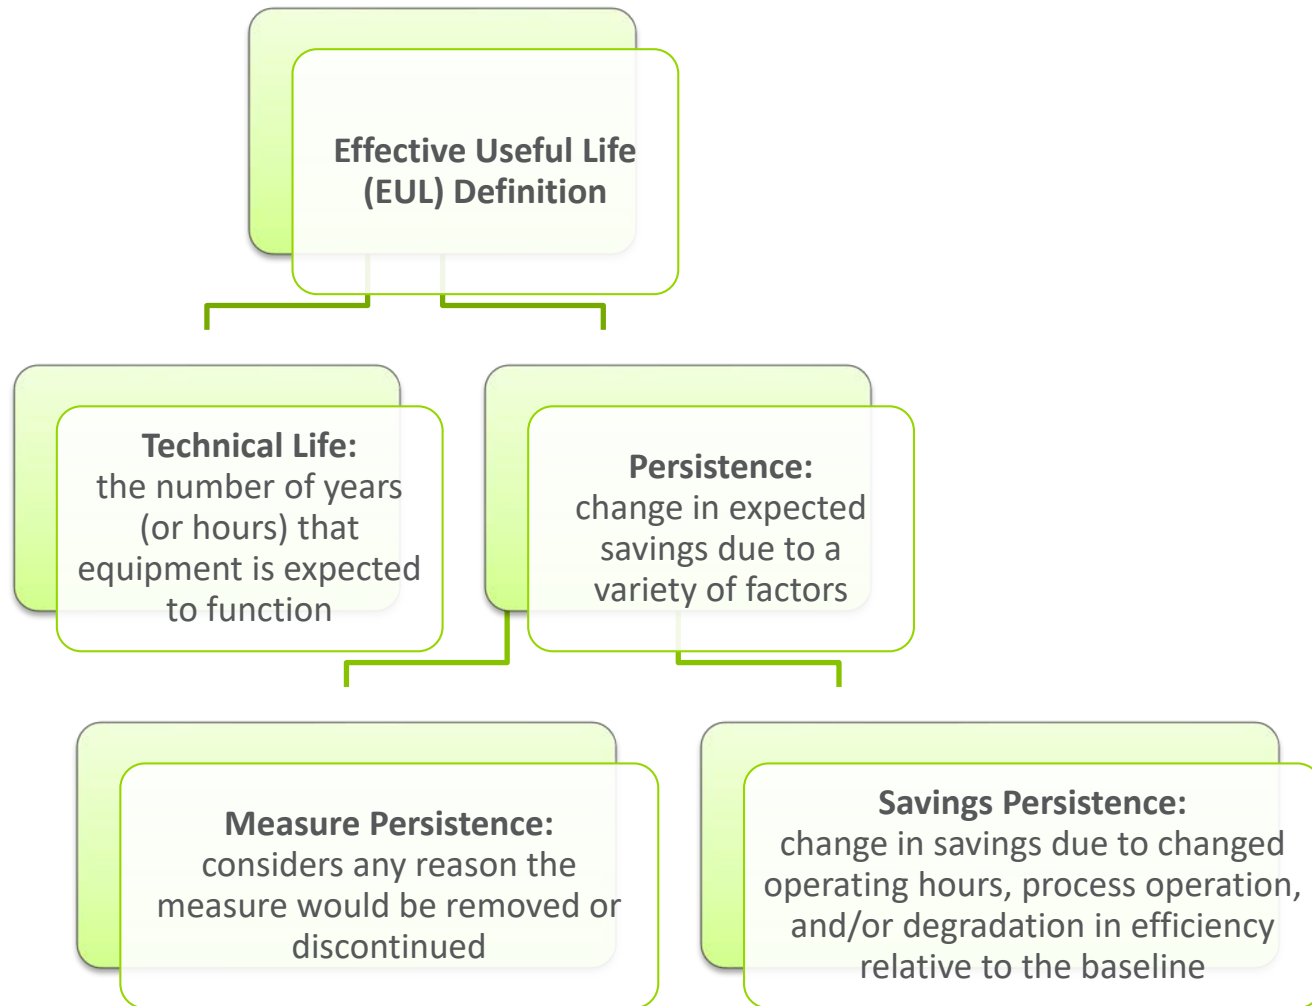 Effective Useful Life
(EUL) Definition
Technical Life:
the number of years
(or hours) that
equipment is expected
to function
Persistence:
change in expected
savings due to a
variety of factors
Measure Persistence:
considers any reason the
measure would be removed or
discontinued
Savings Persistence:
change in savings due to changed
operating hours, process operation,
and/or degradation in efficiency
relative to the baseline